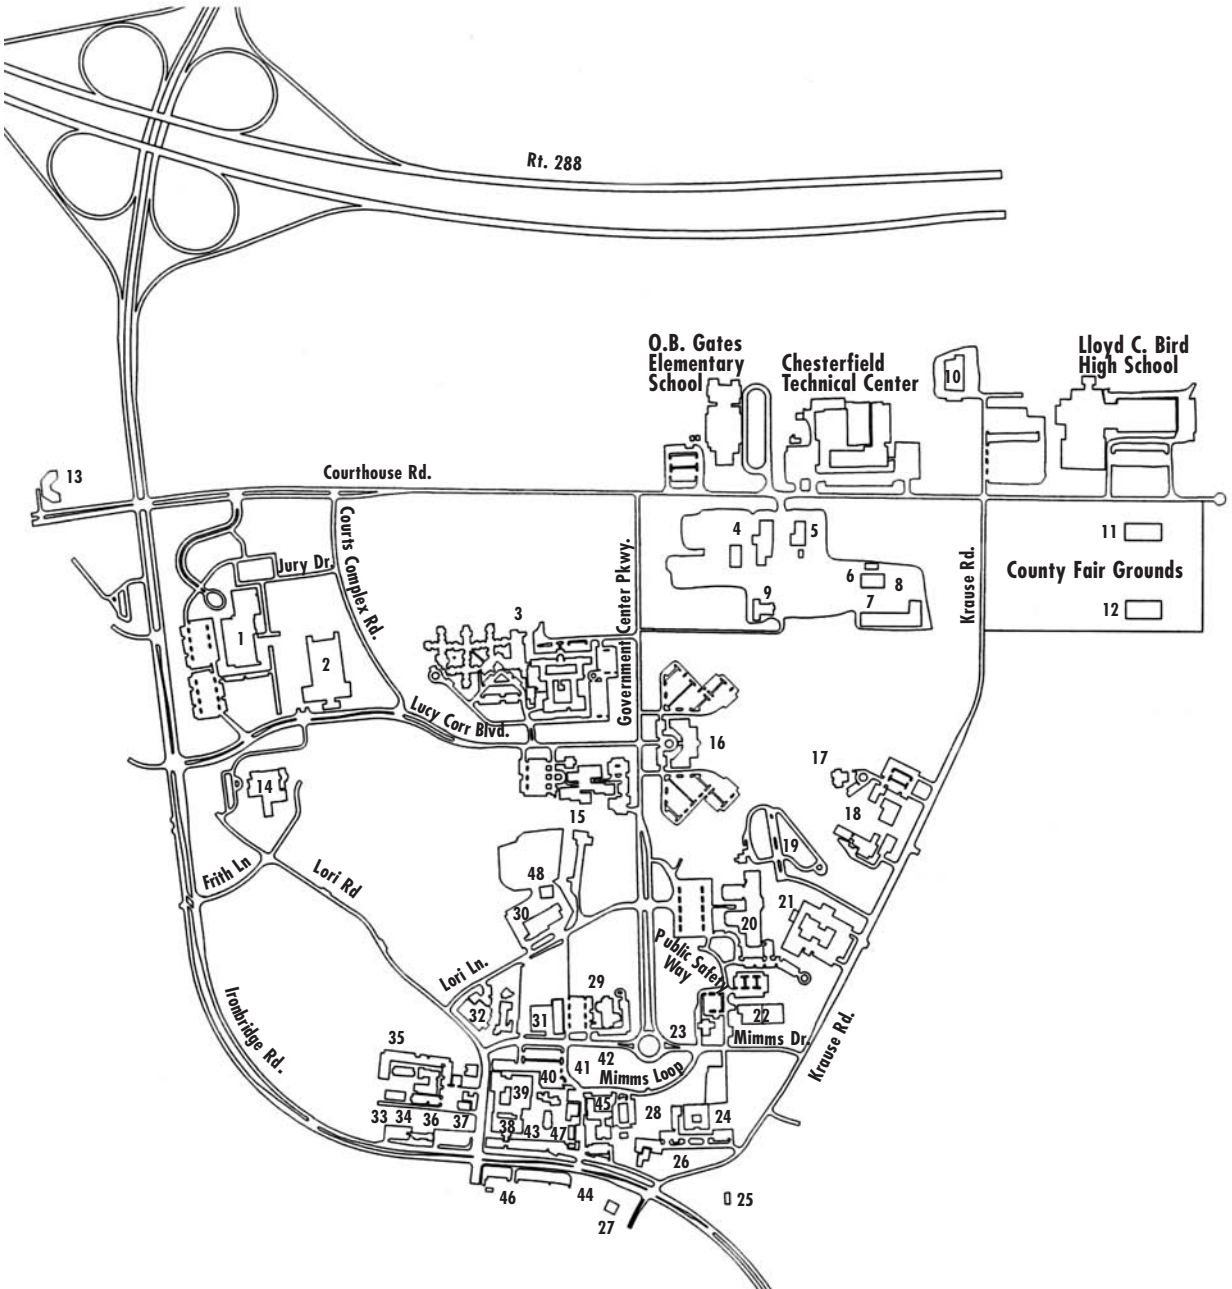 Rt. 288
O.B. Gates
Elementary
School
Chesterfield
Technical Center
10
Lloyd C. Bird
High School
13
Courthouse Rd.
Courts Complex Rd.
Jury Dr.
Government Center Pkwy.
4
5
6
7
8
9
Krause Rd.
11
County Fair Grounds
12
1
2
3
Lucy Corr Blvd.
16
17
18
14
15
19
Frith Ln
Lori Rd
48
30
20
21
Public Safety
Way
Lori Ln.
29
32
31
22
23
Mimms Dr.
Krause Rd.
Ironbridge Rd.
35
42
41
Mimms Loop
40
39
45
28
24
33
34
36
37
38
43
47
26
46
44
27
25